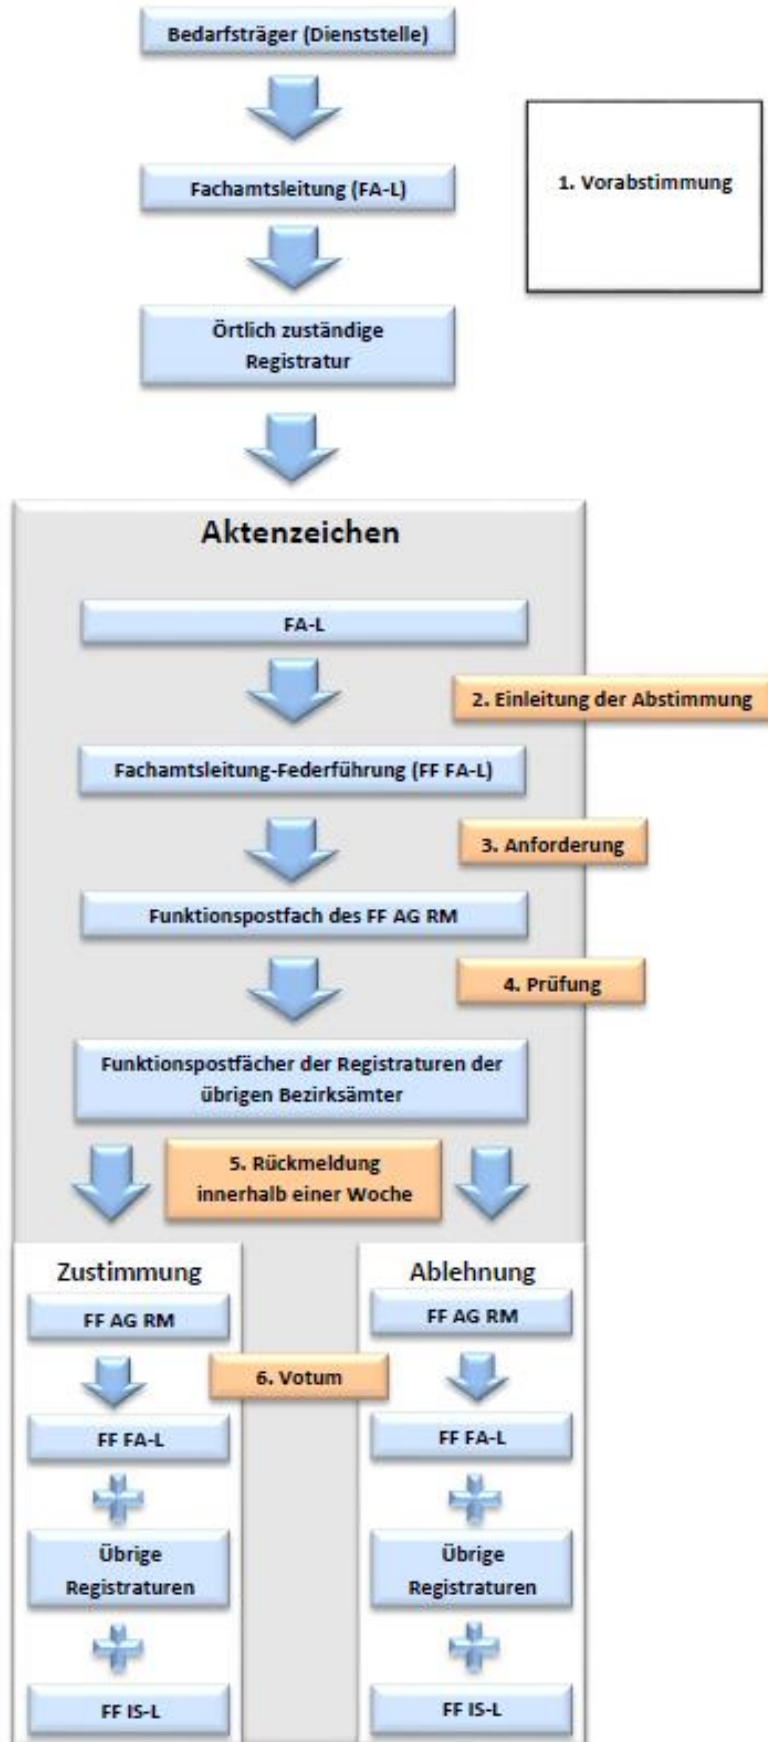 Bedarfsträger (Dienststelle)
1. Vorabstimmung
Fachamtsleitung (FA-L)
Örtlich zuständige
Registratur
Aktenzeichen
FA-L
2. Einleitung der Abstimmung
Fachamtsleitung-Federführung (FF FA-L)
3. Anforderung
Funktionspostfach des FF AG RM
4. Prüfung
Funktionspostfächer der Registraturen der
übrigen Bezirksämter
5. Rückmeldung
innerhalb einer Woche
Zustimmung
FF AG RM
Ablehnung
FF AG RM
6. Votum
FF FA-L
FF FA-L
Übrige
Registraturen
Übrige
Registraturen
FF IS-L
FF IS-L